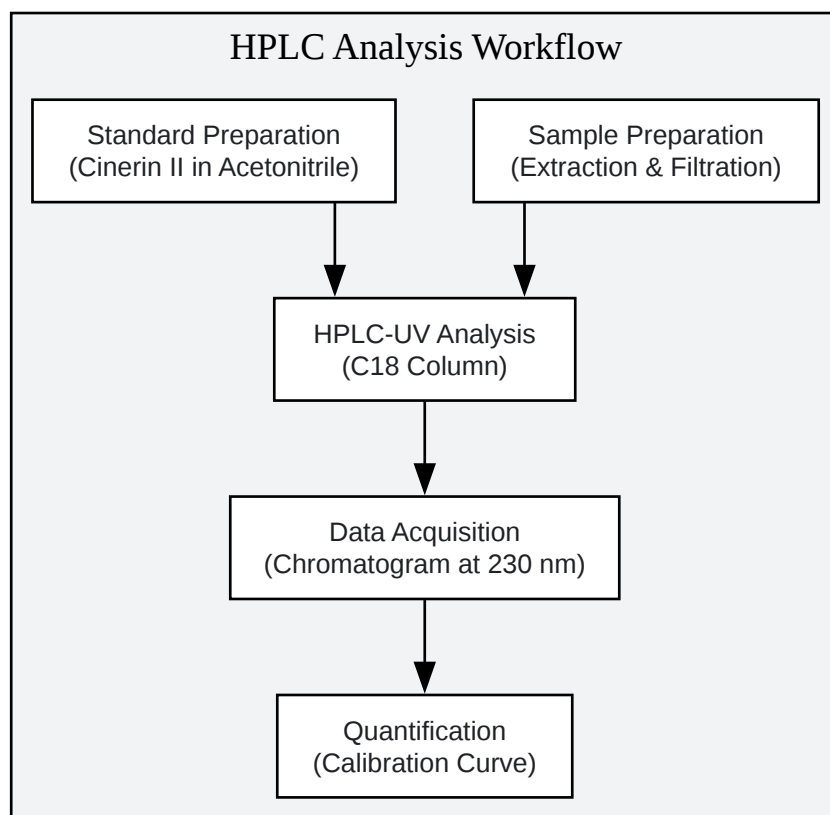 HPLC Analysis Workflow
Standard Preparation
(Cinerin II in Acetonitrile)
Sample Preparation
(Extraction & Filtration)
HPLC-UV Analysis
(C18 Column)
Data Acquisition
(Chromatogram at 230 nm)
Quantification
(Calibration Curve)